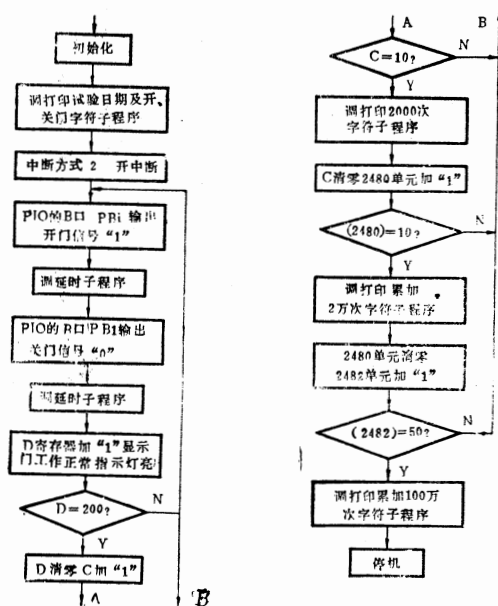 初始化
调打印试验日期及开、
关门字符子程序
中断方式 2 开中断
PIO的B口 PBi 输出
开门信号“1”
调延时子程序
PIO的B口PB1输出
关门信号“0”
调延时子程序
D寄存器加“1”显示
门工作正常指示灯亮
D=200?
N
Y
D清零C加“1”
A
B
A
B
C=10?
N
Y
调打印2000次
字符子程序
C清零2480单元加“1”
(2480)=10?
N
Y
调打印累加
2万次字符子程序
2480单元清零
2482单元加“1”
(2482)=50?
N
Y
调打印累加100万
次字符子程序
停机